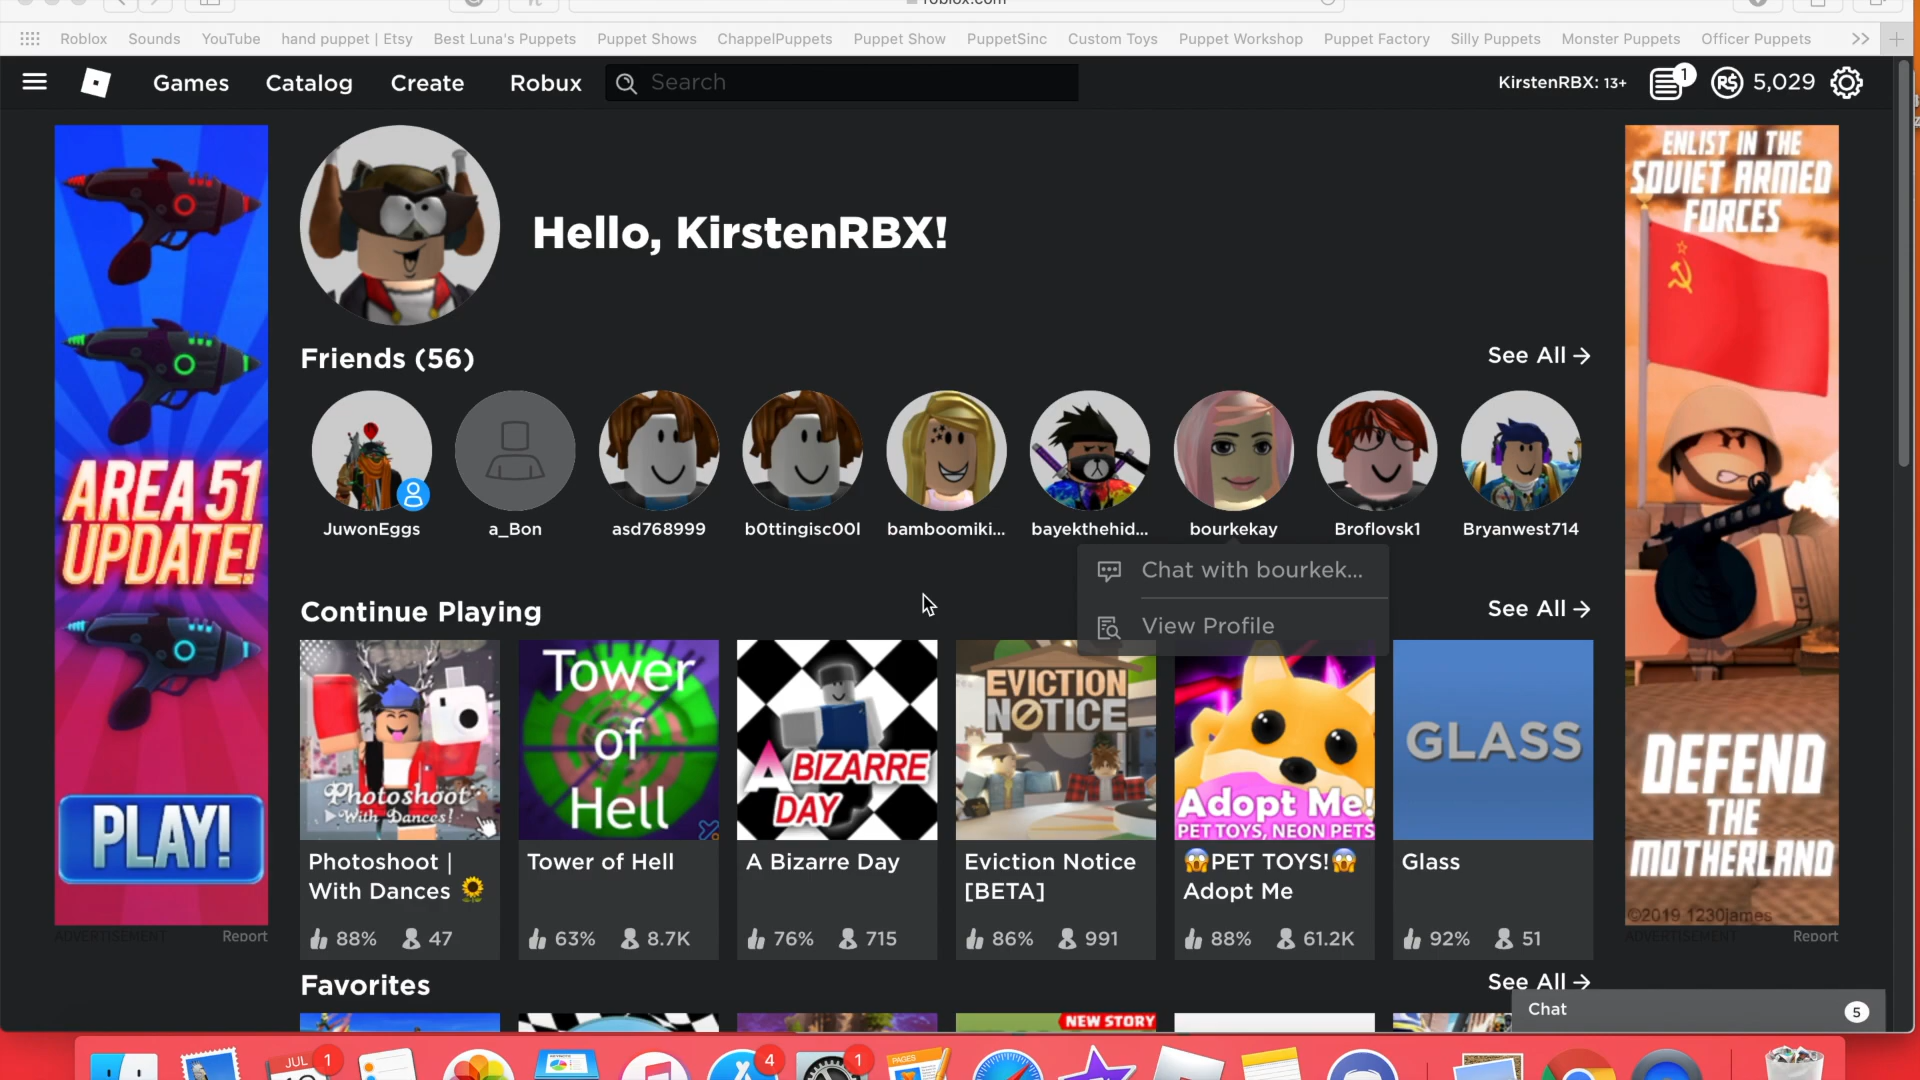 roblox.com
Roblox Sounds YouTube hand puppet | Etsy Best Luna's Puppets Puppet Shows ChappelPuppets Puppet Show PuppetSinc Custom Toys Puppet Workshop Puppet Factory Silly Puppets Monster Puppets Officer Puppets >>
Games Catalog Create Robux Search KirstenRBX: 13+ 1 R$ 5,029
Hello, KirstenRBX!
Friends (56) See All
JuwonEggs a_Bon asd768999 b0ttingisc00l bamboomiki... bayekthehid... bourkekay Broflovsk1 Bryanwest714
Chat with bourkek...
View Profile
Continue Playing See All
Photoshoot
With Dances!
Tower
of
Hell
A BIZARRE
DAY
EVICTION
NOTICE
Adopt Me!
PET TOYS, NEON PETS
GLASS
Photoshoot |
With Dances
88% 47
Tower of Hell
63% 8.7K
A Bizarre Day
76% 715
Eviction Notice
[BETA]
86% 991
PET TOYS!
Adopt Me
88% 61.2K
Glass
92% 51
Favorites See All
NEW STORY
Chat 5
AREA 51
UPDATE!
PLAY!
ADVERTISEMENT Report
ENLIST IN THE
SOVIET ARMED
FORCES
DEFEND
THE
MOTHERLAND
©2019 1230james
ADVERTISEMENT Report
JUL 1
4
1
PAGES